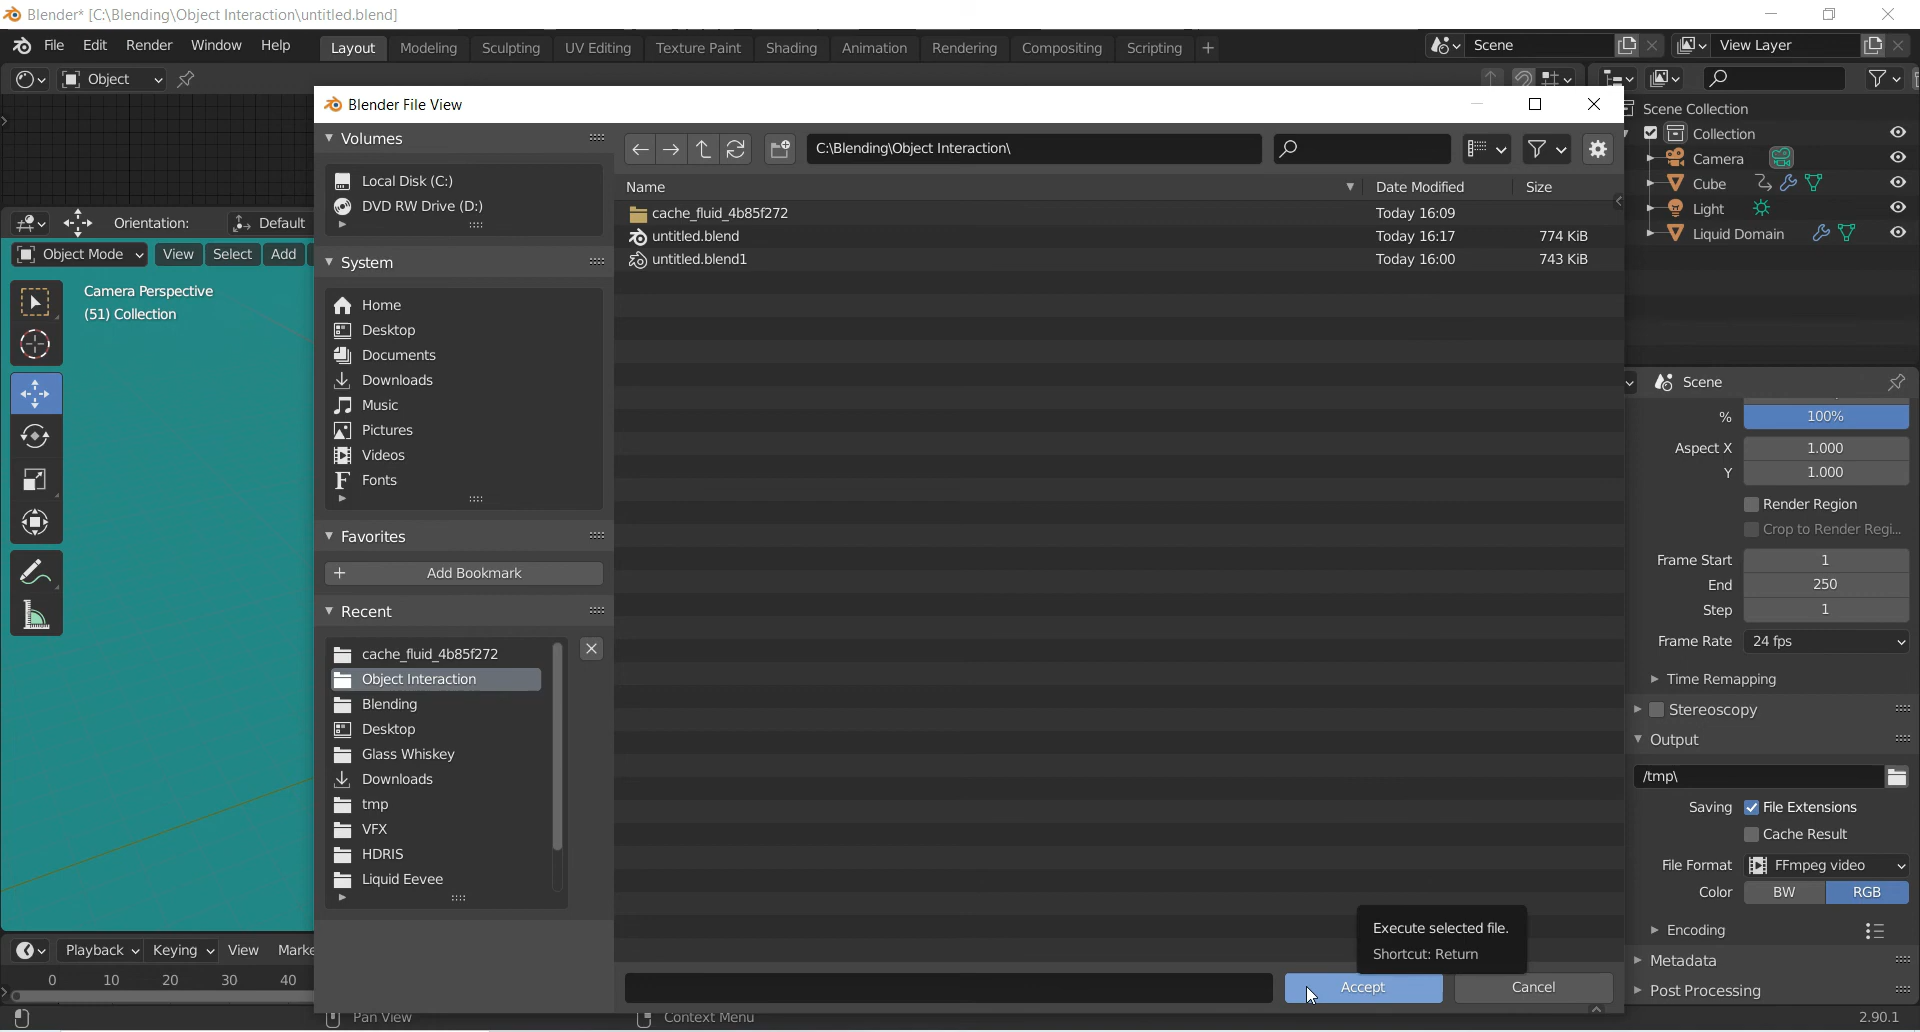 Blender* [C:\Blending\Object Interaction\untitled.blend]
File Edit Render Window Help Layout Modeling Sculpting UV Editing Texture Paint Shading Animation Rendering Compositing Scripting + Scene View Layer
Object
Blender File View
Scene Collection
Volumes
C:\Blending\Object Interaction\
Collection
Camera
Local Disk (C:)
Name Date Modified Size
Cube
DVD RW Drive (D:)
cache_fluid_4b85f272 Today 16:09
Light
Orientation: Default
untitled.blend Today 16:17 774 KiB
Liquid Domain
Object Mode View Select Add
System
untitled.blend1 Today 16:00 743 KiB
Camera Perspective
(51) Collection
Home
Desktop
Documents
Downloads
Music
Pictures
Videos
Fonts
Scene
% 100%
Aspect X 1.000
Y 1.000
Render Region
Crop to Render Regi...
Favorites
Frame Start 1
Add Bookmark
End 250
Recent
Step 1
Frame Rate 24 fps
cache_fluid_4b85f272
Object Interaction
Time Remapping
Blending
Stereoscopy
Desktop
Output
Glass Whiskey
Downloads
/tmp\
tmp
Saving File Extensions
VFX
Cache Result
HDRIS
File Format FFmpeg video
Liquid Eevee
Color BW RGB
Execute selected file.
Shortcut: Return
Encoding
Playback Keying View Marke
Metadata
0 10 20 30 40
Accept Cancel
Post Processing
Pan View Context Menu 2.90.1